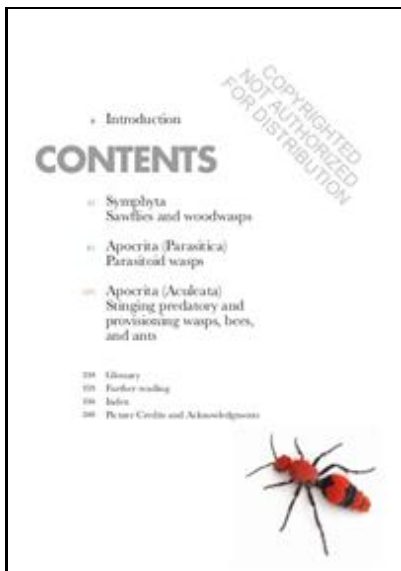 COPYRIGHTED
NOT AUTHORIZED
FOR DISTRIBUTION
Introduction
CONTENTS
Symphyta
Sawflies and woodwasps
Apocrita (Parasitica)
Parasitoid wasps
Apocrita (Aculeata)
Stinging predatory and
provisioning wasps, bees,
and ants
Glossary
Further reading
Index
Picture Credits and Acknowledgments